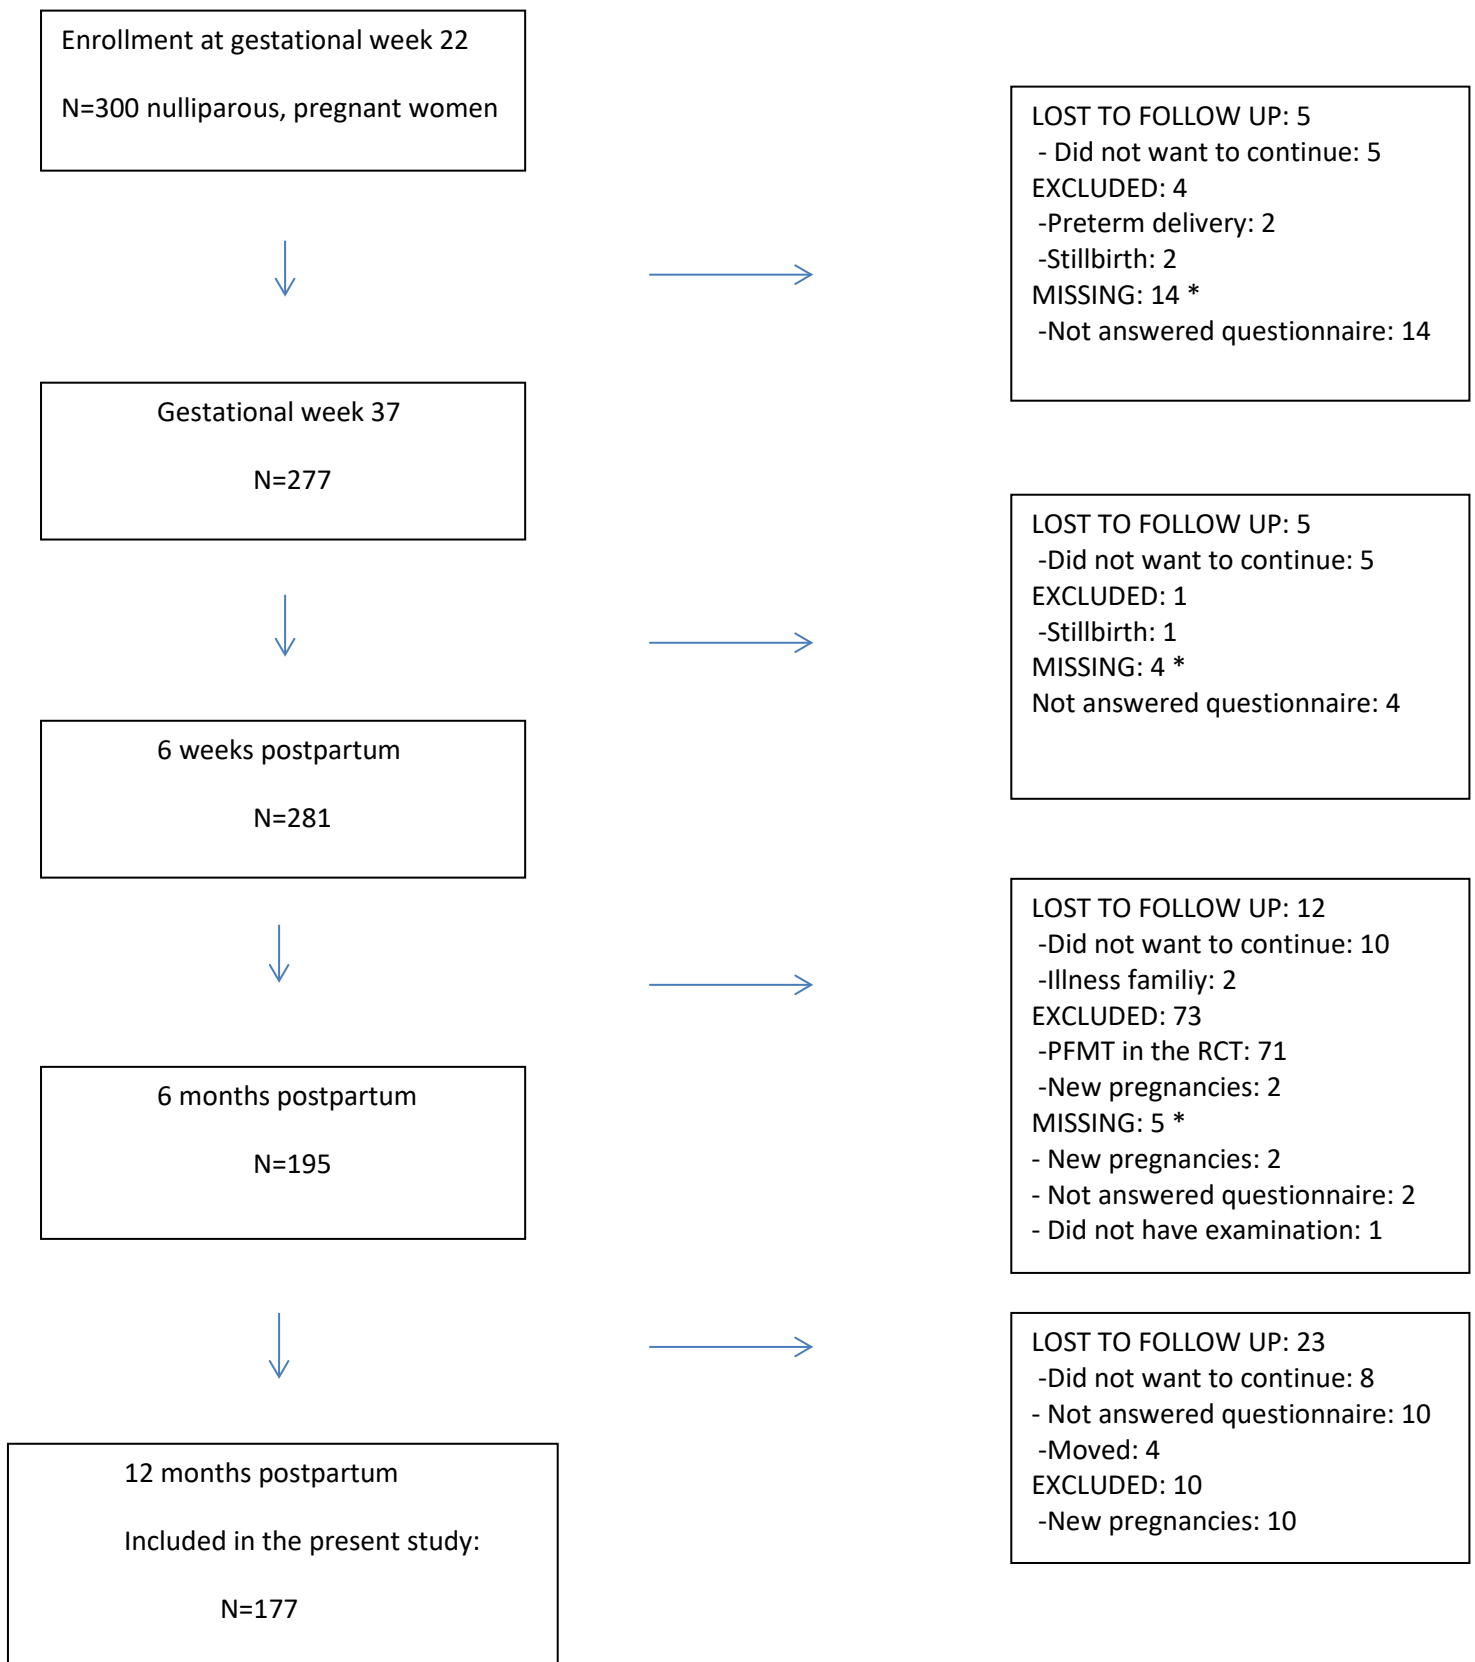 Enrollment at gestational week 22
N=300 nulliparous, pregnant women
LOST TO FOLLOW UP: 5
- Did not want to continue: 5
EXCLUDED: 4
-Preterm delivery: 2
-Stillbirth: 2
MISSING: 14 *
-Not answered questionnaire: 14
Gestational week 37
N=277
LOST TO FOLLOW UP: 5
-Did not want to continue: 5
EXCLUDED: 1
-Stillbirth: 1
MISSING: 4 *
Not answered questionnaire: 4
6 weeks postpartum
N=281
LOST TO FOLLOW UP: 12
-Did not want to continue: 10
-Illness familiy: 2
EXCLUDED: 73
-PFMT in the RCT: 71
-New pregnancies: 2
MISSING: 5 *
- New pregnancies: 2
- Not answered questionnaire: 2
- Did not have examination: 1
6 months postpartum
N=195
LOST TO FOLLOW UP: 23
-Did not want to continue: 8
- Not answered questionnaire: 10
-Moved: 4
EXCLUDED: 10
-New pregnancies: 10
12 months postpartum
Included in the present study:
N=177